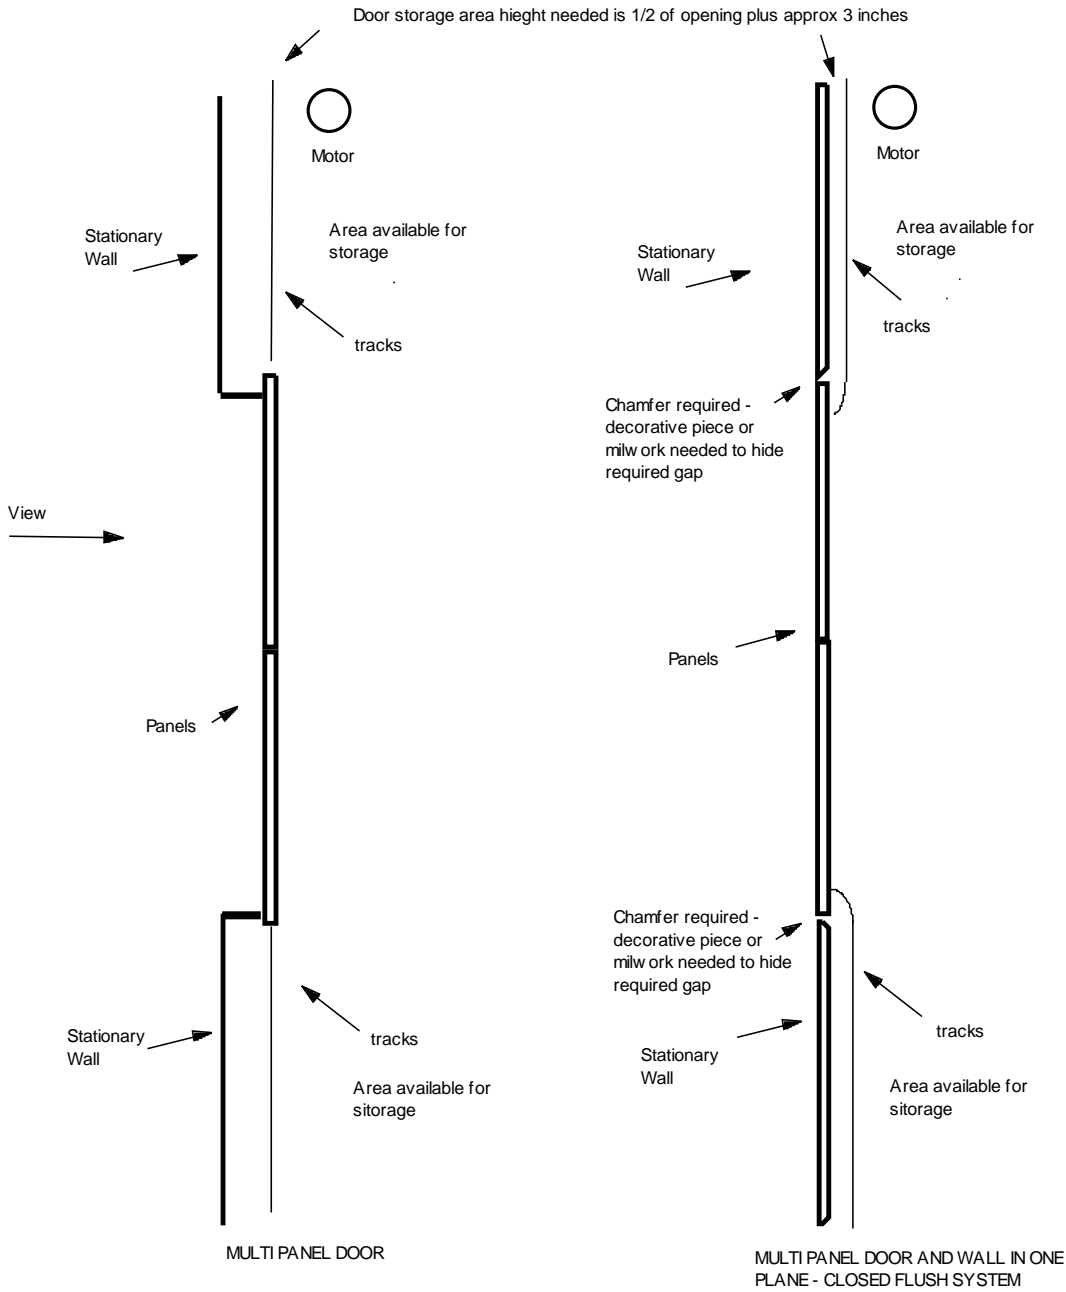 Door storage area hieght needed is 1/2 of opening plus approx 3 inches
Motor
Stationary
Wall
Area available for
storage
tracks
View
Panels
Stationary
Wall
tracks
Area available for
sitorage
MULTI PANEL DOOR
Motor
Stationary
Wall
Area available for
storage
tracks
Chamfer required -
decorative piece or
milw ork needed to hide
required gap
Panels
Chamfer required -
decorative piece or
milw ork needed to hide
required gap
Stationary
Wall
tracks
Area available for
sitorage
MULTI PANEL DOOR AND WALL IN ONE
PLANE - CLOSED FLUSH SYSTEM